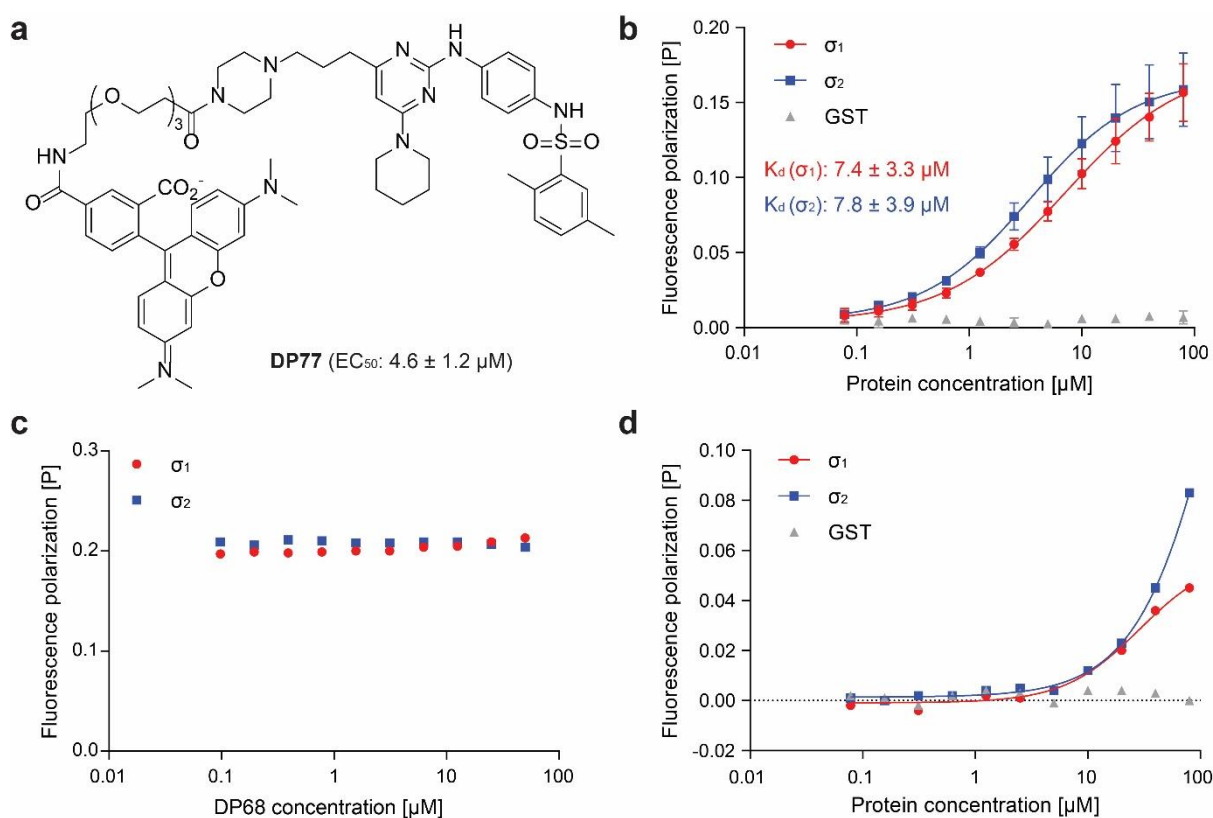 a
N
N
N
N
H
N
N
O
3
O
N
NH
O=S=O
HN
O
CO₂⁻
N
O
N
DP77 (EC₅₀: 4.6 ± 1.2 µM)
b
Fluorescence polarization [P]
0.20
0.15
0.10
0.05
0.00
σ₁
σ₂
GST
K_d (σ₁): 7.4 ± 3.3 µM
K_d (σ₂): 7.8 ± 3.9 µM
0.01 0.1 1 10 100
Protein concentration [µM]
c
Fluorescence polarization [P]
0.3
0.2
0.1
0.0
σ₁
σ₂
0.01 0.1 1 10 100
DP68 concentration [µM]
d
Fluorescence polarization [P]
0.10
0.08
0.06
0.04
0.02
0.00
-0.02
σ₁
σ₂
GST
0.01 0.1 1 10 100
Protein concentration [µM]